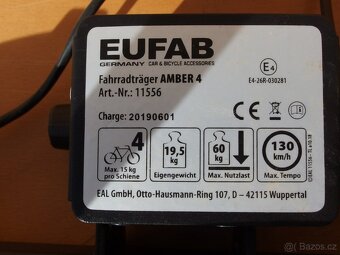 EUFAB
GERMANY CAR & BICYCLE ACCESSORIES
E4
Fahrradträger AMBER 4
E4-26R-030281
Art.-Nr.: 11556
Charge: 20190601
4
Max. 15 kg
pro Schiene
19,5
kg
Eigengewicht
60
kg
Max. Nutzlast
130
km/h
Max. Tempo
EAL GmbH, Otto-Hausmann-Ring 107, D – 42115 Wuppertal
bazos.cz